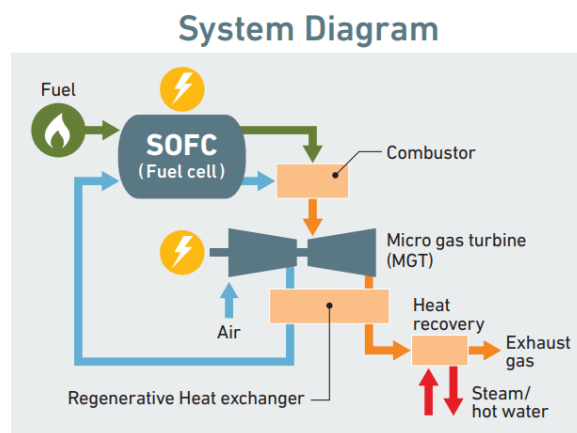 System Diagram
Fuel
SOFC
(Fuel cell)
Combustor
Micro gas turbine
(MGT)
Air
Heat
recovery
Exhaust
gas
Regenerative Heat exchanger
Steam/
hot water